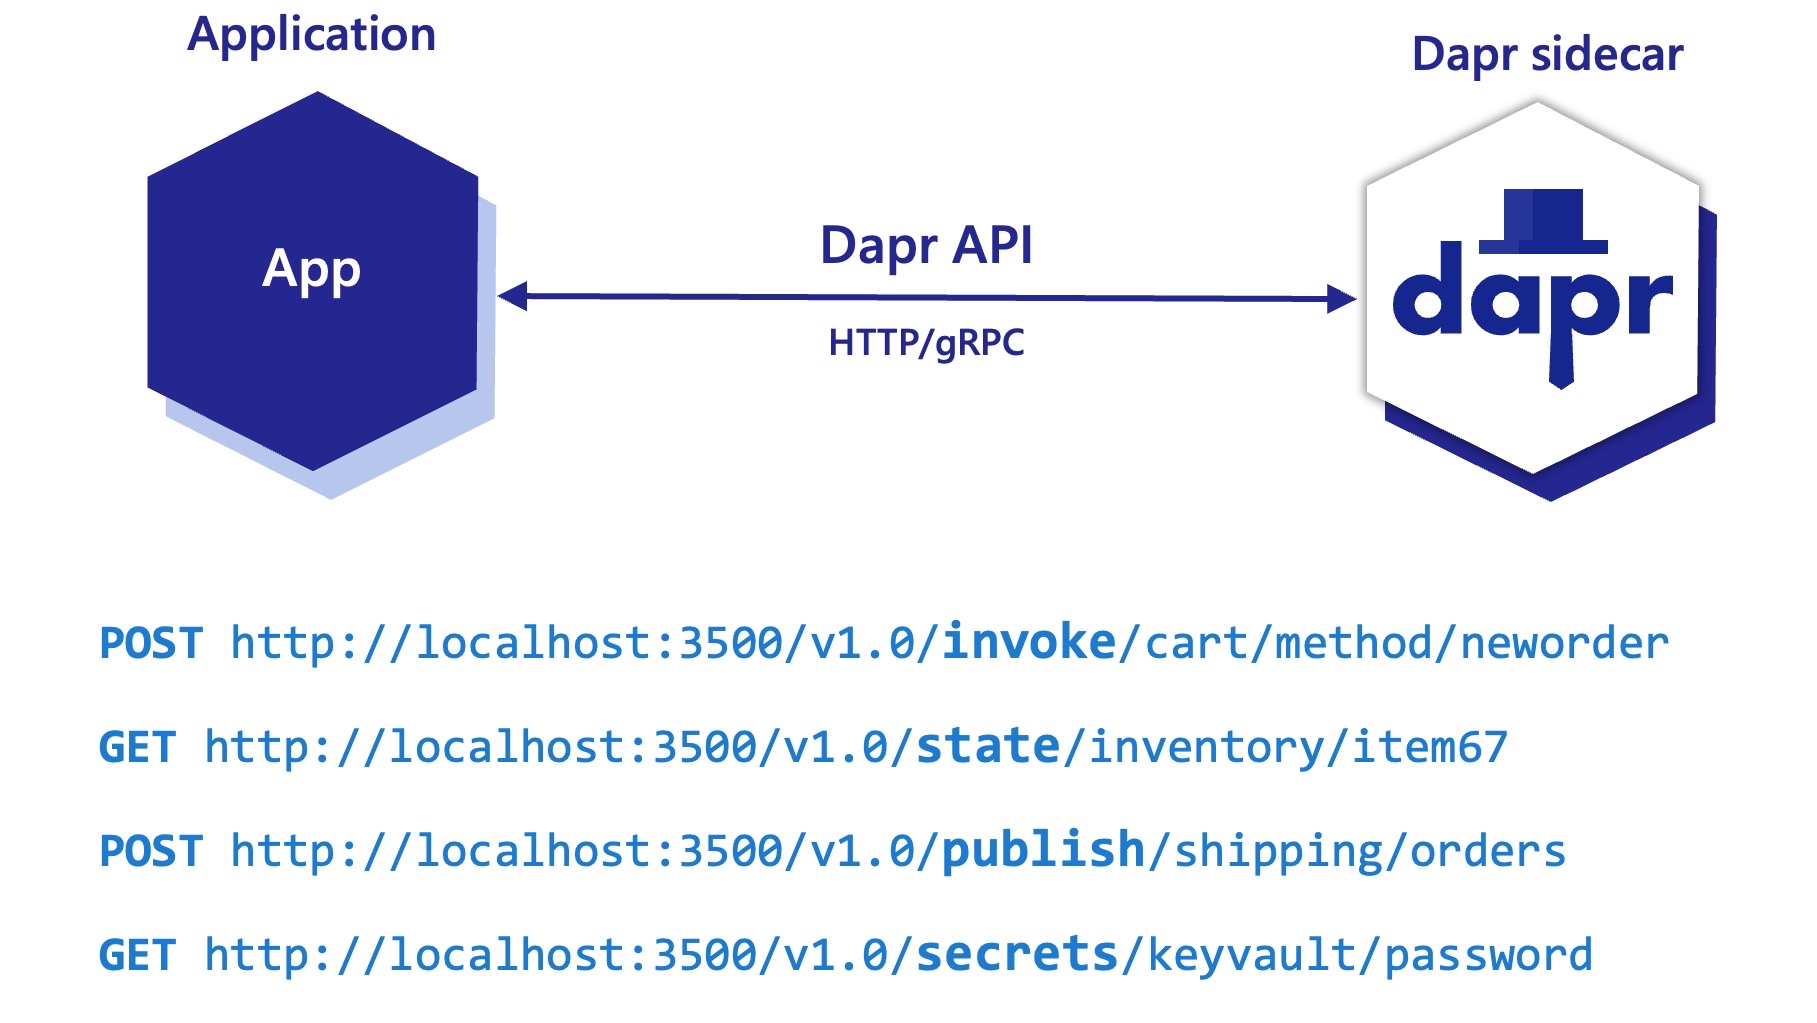 Application
Dapr sidecar
App
Dapr API
HTTP/gRPC
dapr
POST http://localhost:3500/v1.0/invoke/cart/method/neworder
GET http://localhost:3500/v1.0/state/inventory/item67
POST http://localhost:3500/v1.0/publish/shipping/orders
GET http://localhost:3500/v1.0/secrets/keyvault/password